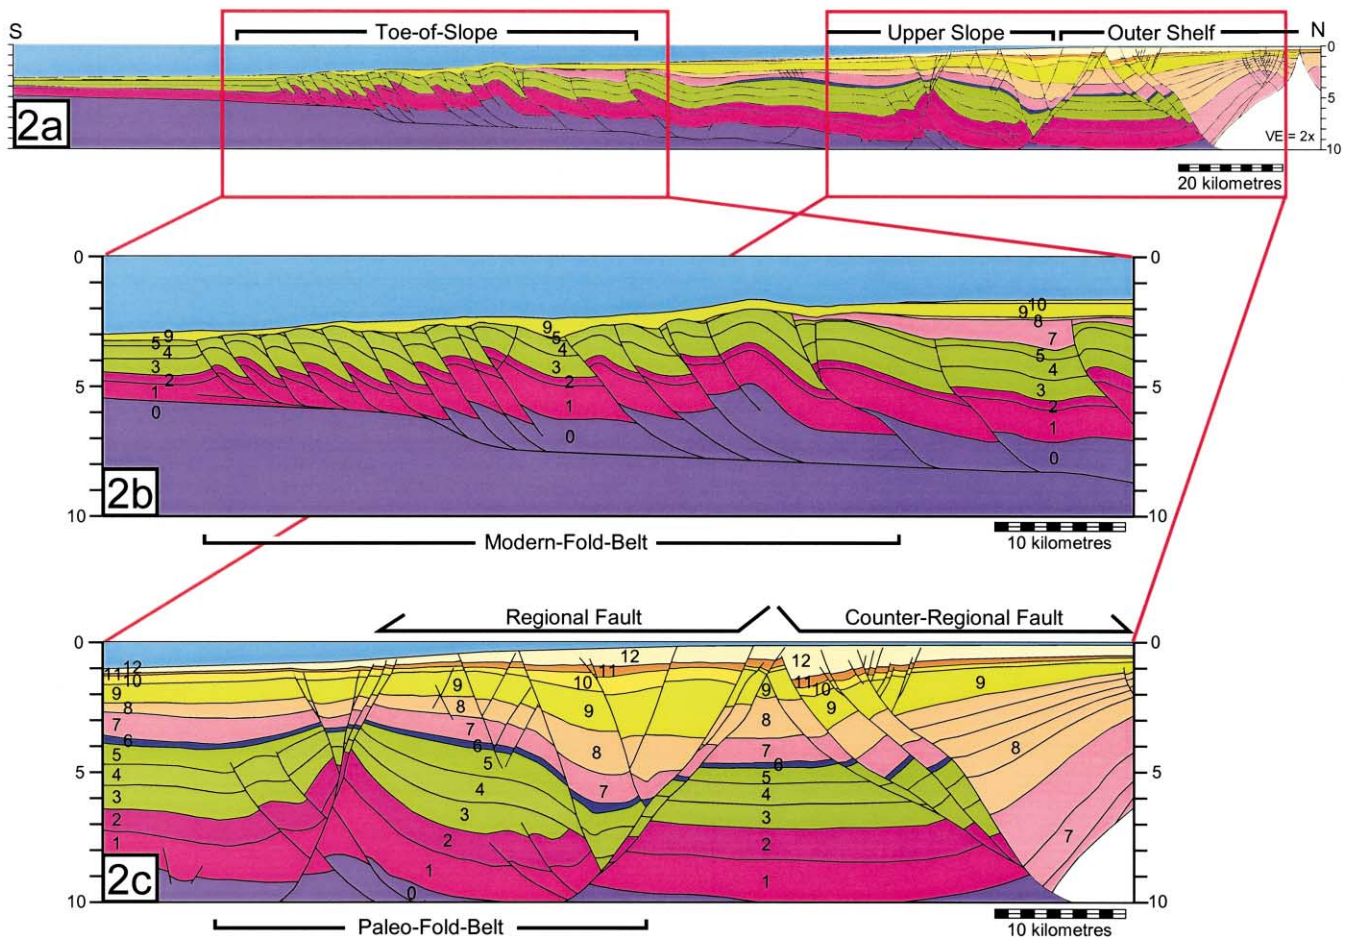 S Toe-of-Slope Upper Slope Outer Shelf N
0
5
10
2a
VE = 2x
20 kilometres
0 0
10
9
8
9 9 7
5 5 5
4 4 4
3 3 3
5 2 2 2 5
1 1 1
0 0 0
2b
10 10
Modern-Fold-Belt
10 kilometres
Regional Fault Counter-Regional Fault
0 0
12 12 12
11 10 11 11 10
9 9 10 9 9 9
8 8 9 8 8
7 7 8 7
6 6 6
5 5 5 5 5
4 4 7 4
3 3 3 7
2 2 2
1 1 1
0
2c
10 10
Paleo-Fold-Belt
10 kilometres